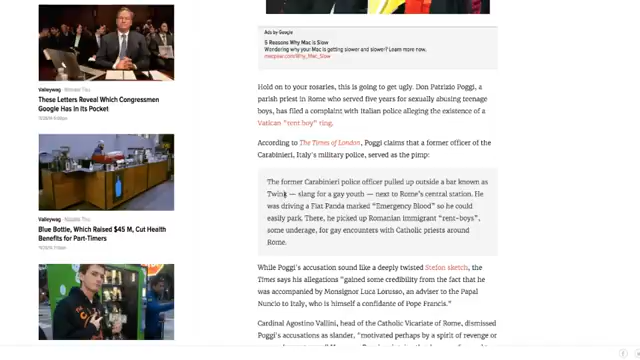 Valleywag
These Letters Reveal Which Congressmen
Google Has in Its Pocket
Valleywag
Blue Bottle, Which Raised $45 M, Cut Health
Benefits for Part-Timers
Ads by Google
5 Reasons Why Mac is Slow
Wondering why your Mac is getting slower and slower? Learn more now.
Hold on to your rosaries, this is going to get ugly. Don Patrizio Poggi, a
parish priest in Rome who served five years for sexually abusing teenage
boys, has filed a complaint with Italian police alleging the existence of a
Vatican "rent boy" ring.
According to The Times of London, Poggi claims that a former officer of the
Carabinieri, Italy's military police, served as the pimp:
The former Carabinieri police officer pulled up outside a bar known as
Twink — slang for a gay youth — next to Rome's central station. He
was driving a Fiat Panda marked "Emergency Blood" so he could
easily park. There, he picked up Romanian immigrant "rent-boys",
some underage, for gay encounters with Catholic priests around
Rome.
While Poggi's accusation sound like a deeply twisted Stefon sketch, the
Times says his allegations "gained some credibility from the fact that he
was accompanied by Monsignor Luca Lorusso, an adviser to the Papal
Nuncio to Italy, who is himself a confidante of Pope Francis."
Cardinal Agostino Vallini, head of the Catholic Vicariate of Rome, dismissed
Poggi's accusations as slander, "motivated perhaps by a spirit of revenge or